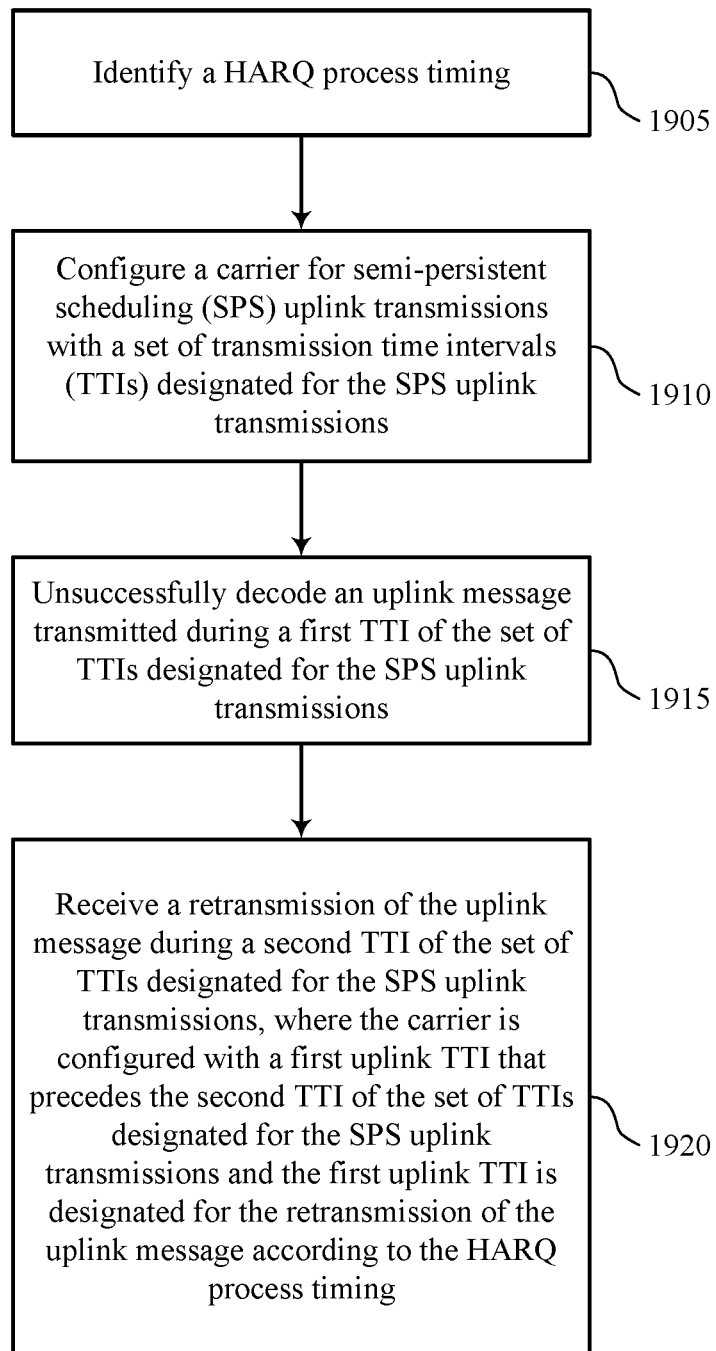 Identify a HARQ process timing
1905
Configure a carrier for semi-persistent
scheduling (SPS) uplink transmissions
with a set of transmission time intervals
(TTIs) designated for the SPS uplink
transmissions
1910
Unsuccessfully decode an uplink message
transmitted during a first TTI of the set of
TTIs designated for the SPS uplink
transmissions
1915
Receive a retransmission of the uplink
message during a second TTI of the set of
TTIs designated for the SPS uplink
transmissions, where the carrier is
configured with a first uplink TTI that
precedes the second TTI of the set of TTIs
designated for the SPS uplink
transmissions and the first uplink TTI is
designated for the retransmission of the
uplink message according to the HARQ
process timing
1920